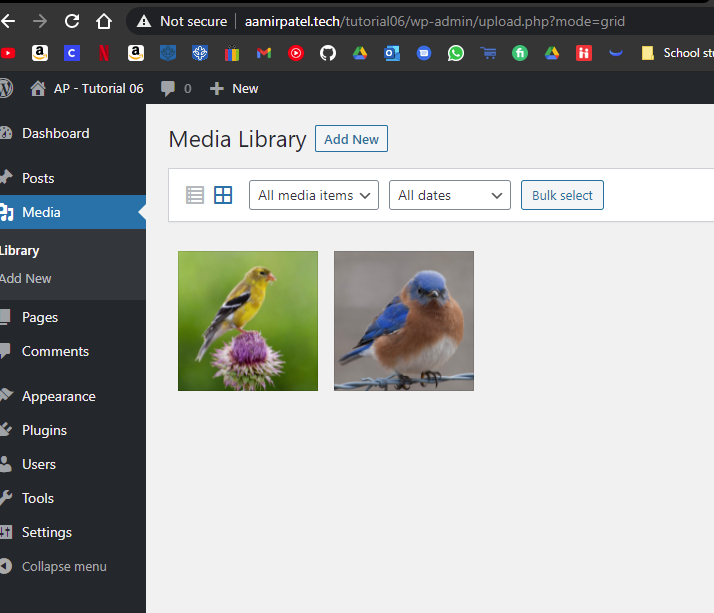 Not secure aamirpatel.tech/tutorial06/wp-admin/upload.php?mode=grid
School stu
AP - Tutorial 06 0 New
Dashboard
Posts
Media
Library
Add New
Pages
Comments
Appearance
Plugins
Users
Tools
Settings
Collapse menu
Media Library Add New
All media items All dates Bulk select